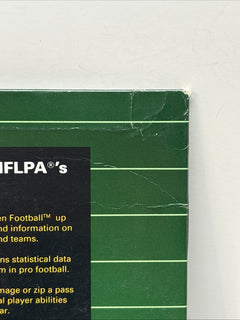 NFLPA®'s
en Football™ up
nd information on
nd teams.
ns statistical data
m in pro football.
mage or zip a pass
al player abilities
ar.